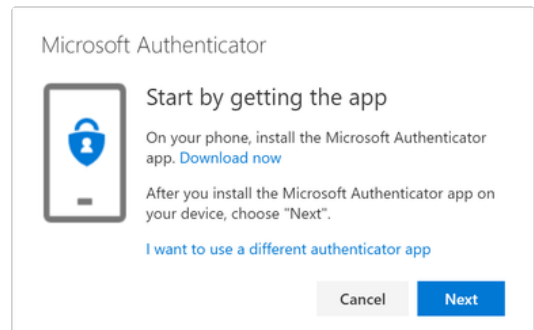 Microsoft Authenticator
Start by getting the app
On your phone, install the Microsoft Authenticator
app. Download now
After you install the Microsoft Authenticator app on
your device, choose "Next".
I want to use a different authenticator app
Cancel
Next